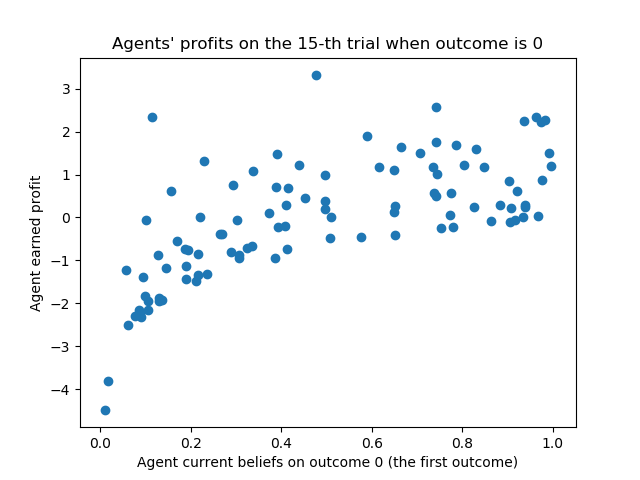 Agents' profits on the 15-th trial when outcome is 0
Agent earned profit
3
2
1
0
−1
−2
−3
−4
0.0 0.2 0.4 0.6 0.8 1.0
Agent current beliefs on outcome 0 (the first outcome)